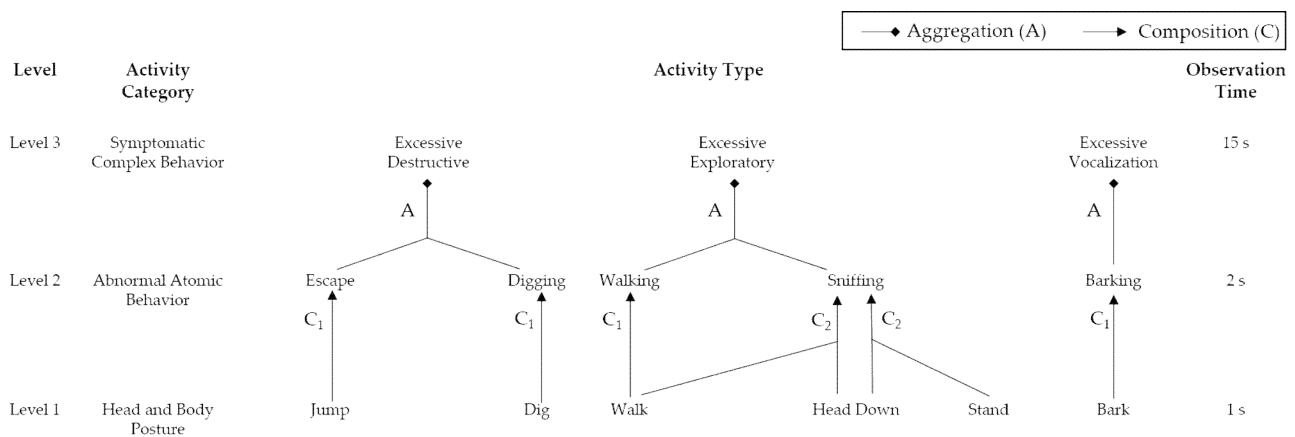 Aggregation (A) Composition (C)
Level Activity Category Activity Type Observation Time
Level 3 Symptomatic Complex Behavior Excessive Destructive Excessive Exploratory Excessive Vocalization 15 s
A A A
Level 2 Abnormal Atomic Behavior Escape Digging Walking Sniffing Barking 2 s
C1 C1 C1 C2 C2 C1
Level 1 Head and Body Posture Jump Dig Walk Head Down Stand Bark 1 s